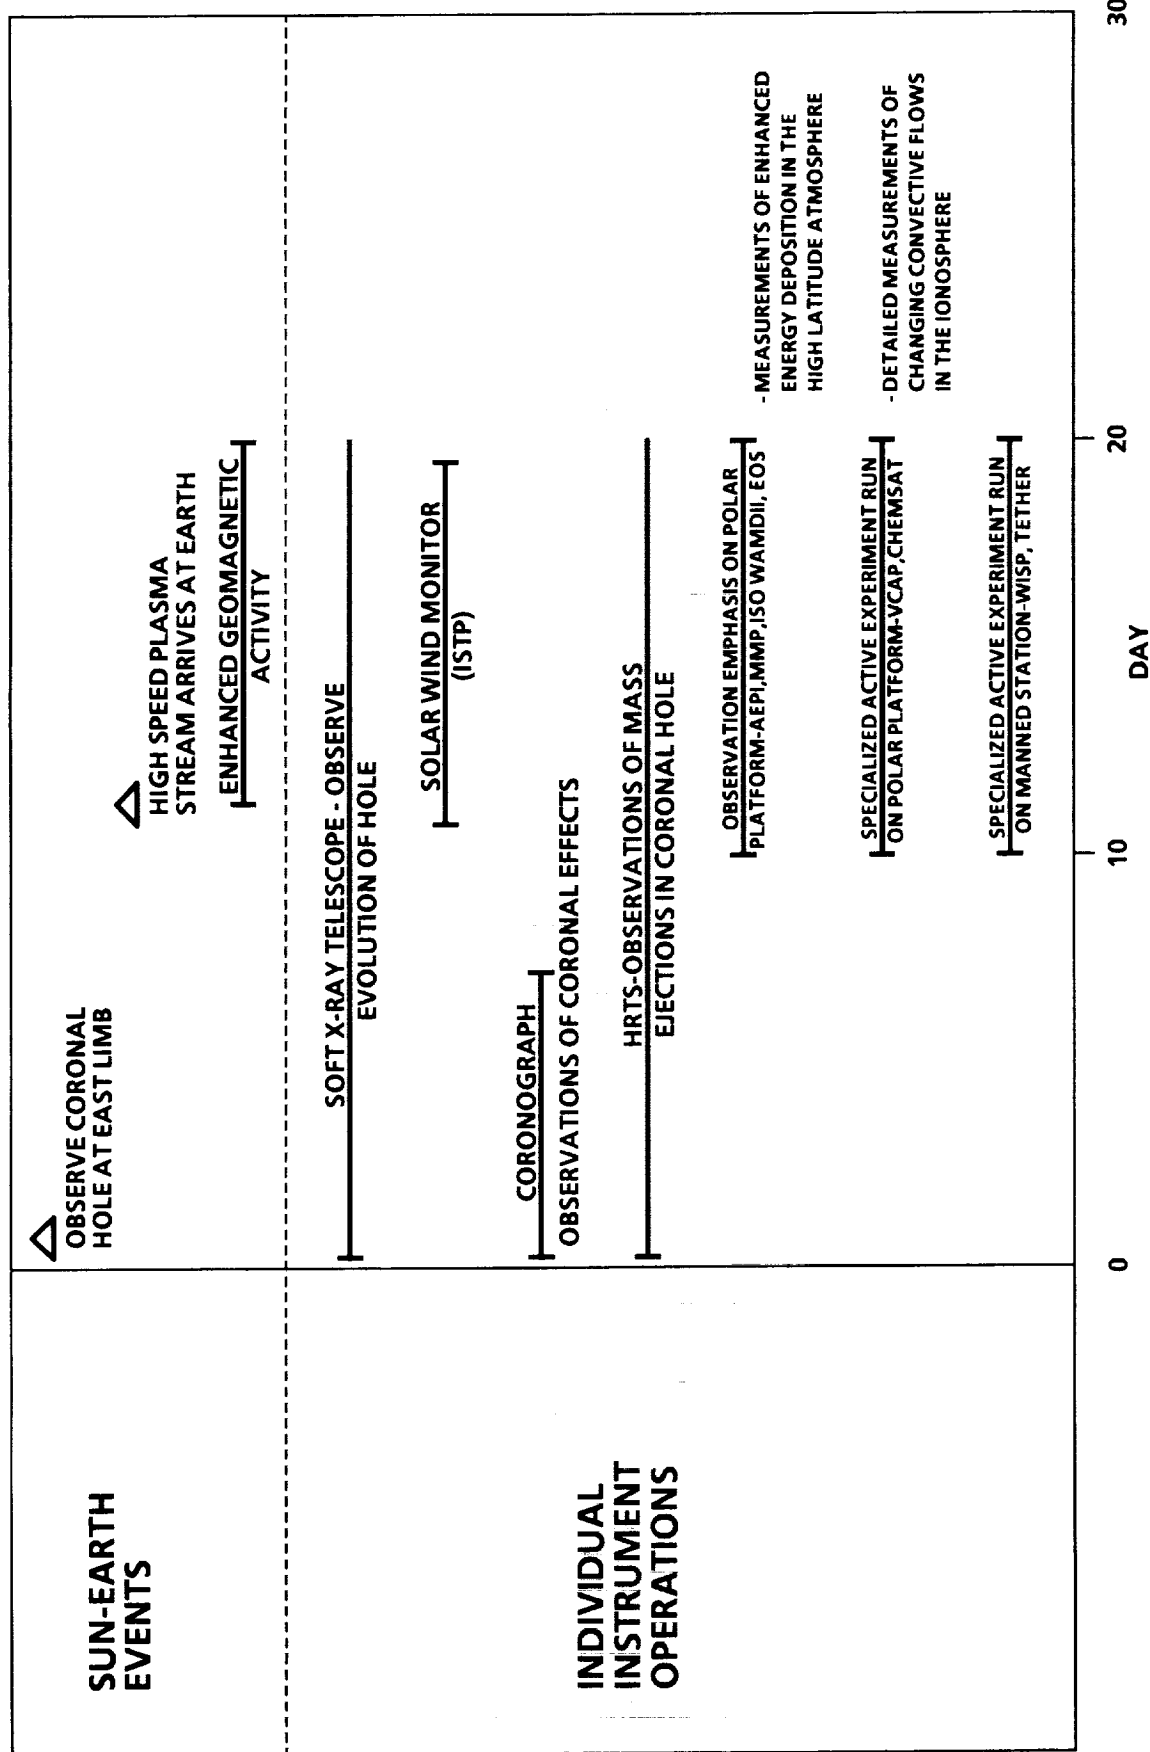 SUN-EARTH
EVENTS
OBSERVE CORONAL
HOLE AT EAST LIMB
HIGH SPEED PLASMA
STREAM ARRIVES AT EARTH
ENHANCED GEOMAGNETIC
ACTIVITY
INDIVIDUAL
INSTRUMENT
OPERATIONS
SOFT X-RAY TELESCOPE - OBSERVE
EVOLUTION OF HOLE
SOLAR WIND MONITOR
(ISTP)
CORONOGRAPH
OBSERVATIONS OF CORONAL EFFECTS
HRTS-OBSERVATIONS OF MASS
EJECTIONS IN CORONAL HOLE
OBSERVATION EMPHASIS ON POLAR
PLATFORM-AEPI,MMP,ISO WAMDII, EOS
-MEASUREMENTS OF ENHANCED
ENERGY DEPOSITION IN THE
HIGH LATITUDE ATMOSPHERE
SPECIALIZED ACTIVE EXPERIMENT RUN
ON POLAR PLATFORM-VCAP,CHEMSAT
-DETAILED MEASUREMENTS OF
CHANGING CONVECTIVE FLOWS
IN THE IONOSPHERE
SPECIALIZED ACTIVE EXPERIMENT RUN
ON MANNED STATION-WISP, TETHER
0
10
20
30
DAY